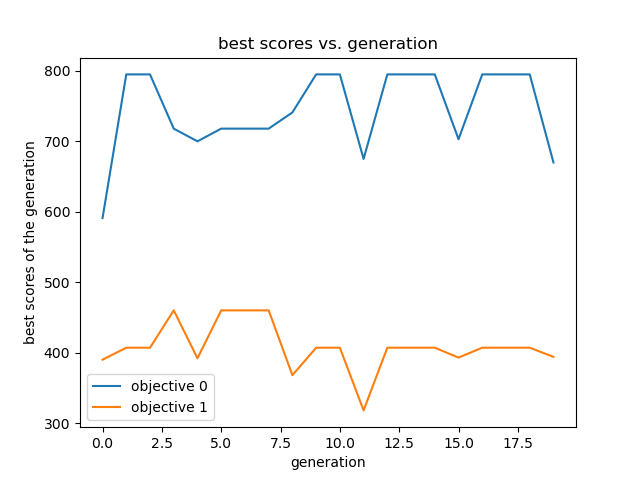 best scores vs. generation
best scores of the generation
800
700
600
500
400
300
objective 0
objective 1
0.0 2.5 5.0 7.5 10.0 12.5 15.0 17.5
generation